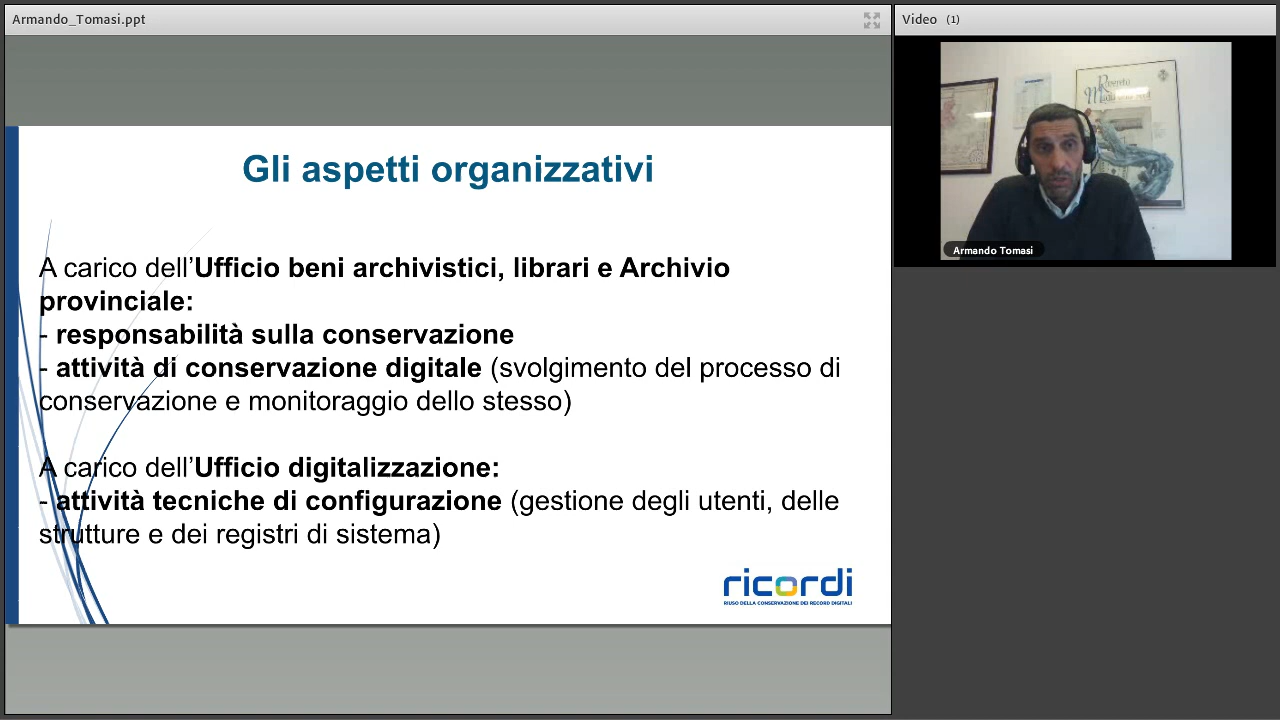 Armando_Tomasi.ppt
Video (1)
Gli aspetti organizzativi
A carico dell’Ufficio beni archivistici, librari e Archivio
provinciale:
- responsabilità sulla conservazione
- attività di conservazione digitale (svolgimento del processo di
conservazione e monitoraggio dello stesso)
A carico dell’Ufficio digitalizzazione:
- attività tecniche di configurazione (gestione degli utenti, delle
strutture e dei registri di sistema)
ricordi
RIUSO DELLA CONSERVAZIONE DEI RECORD DIGITALI
Armando Tomasi